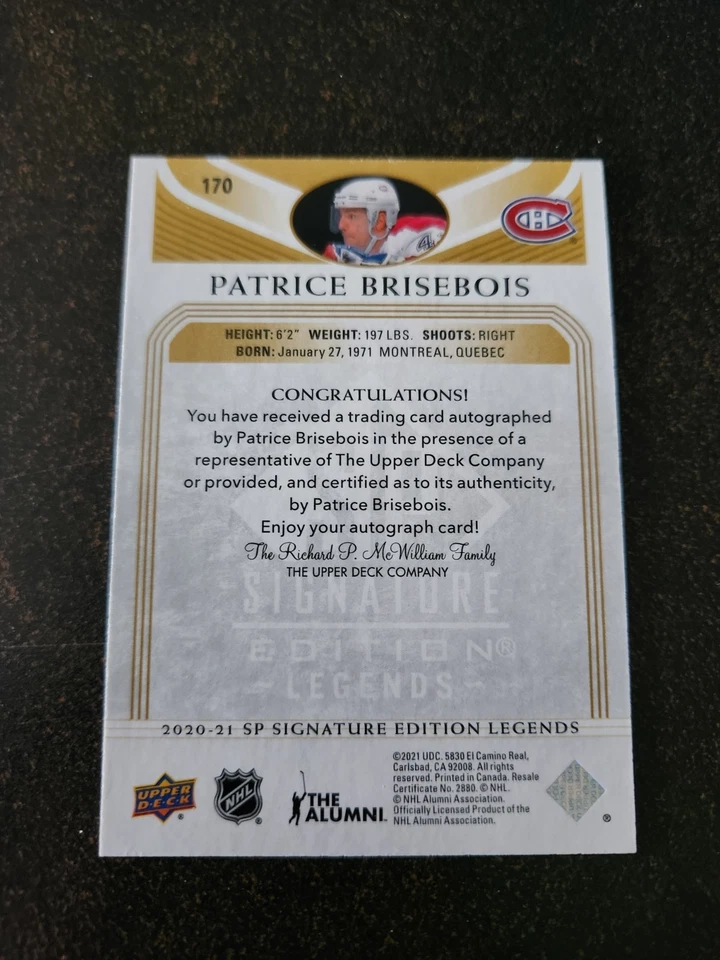 170
PATRICE BRISEBOIS
HEIGHT: 6'2" WEIGHT: 197 LBS. SHOOTS: RIGHT
BORN: January 27, 1971 MONTREAL, QUEBEC
CONGRATULATIONS!
You have received a trading card autographed
by Patrice Brisebois in the presence of a
representative of The Upper Deck Company
or provided, and certified as to its authenticity,
by Patrice Brisebois.
Enjoy your autograph card!
The Richard P. McWilliam Family
THE UPPER DECK COMPANY
SIGNATURE
EDITION®
LEGENDS
2020-21 SP SIGNATURE EDITION LEGENDS
UPPER
D·E·C·K
®
NHL
®
THE
ALUMNI
©2021 UDC. 5830 El Camino Real,
Carlsbad, CA 92008. All rights
reserved. Printed in Canada. Resale
Certificate No. 2880. © NHL.
© NHL Alumni Association.
Officially Licensed Product of the
NHL Alumni Association.
®